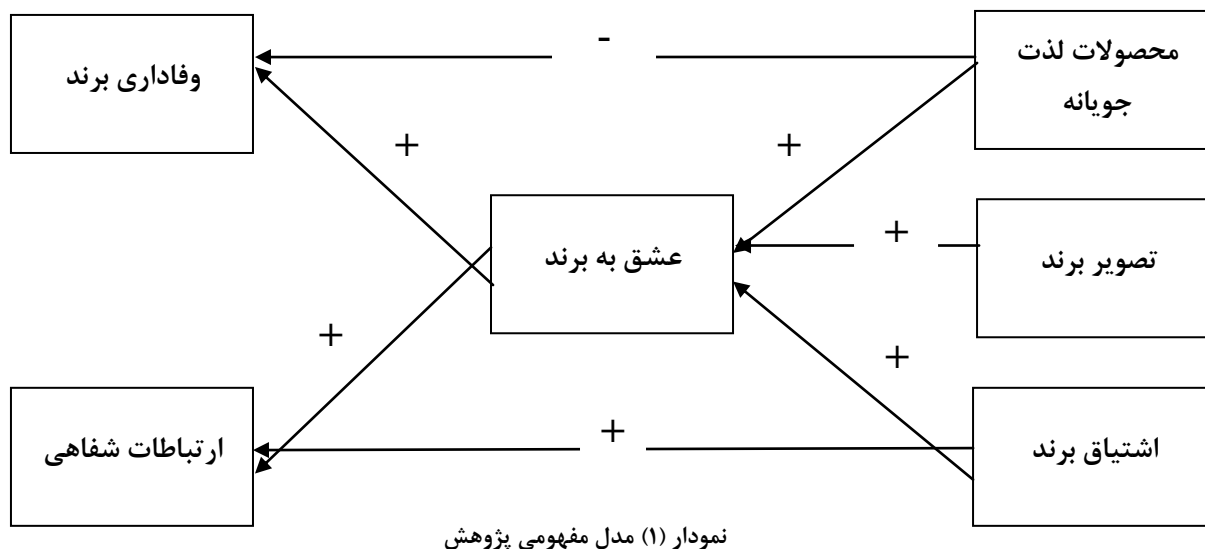 محصولات لذت
جویانه
-
وفاداری برند
+
+
تصویر برند
+
عشق به برند
+
+
اشتیاق برند
+
ارتباطات شفاهی
نمودار (۱) مدل مفهومی پژوهش